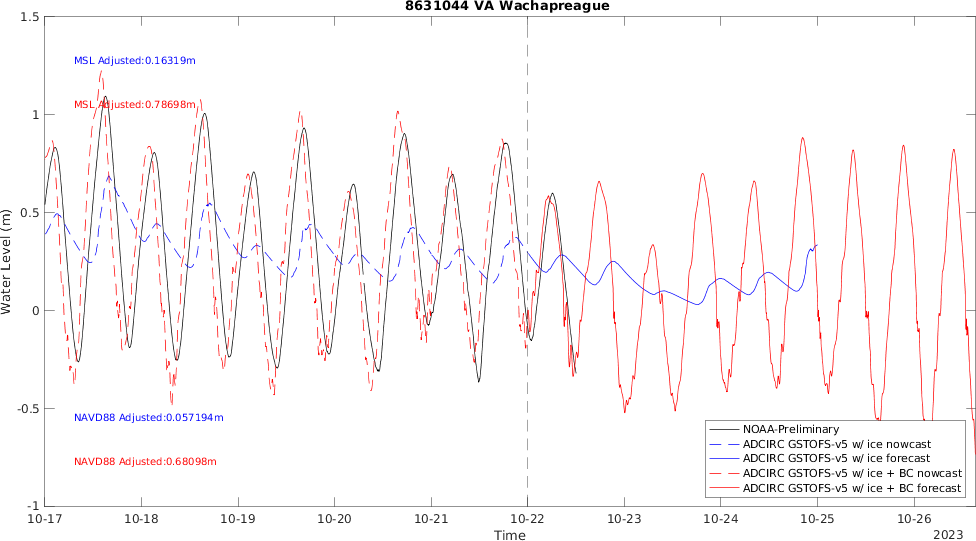 8631044 VA Wachapreague
1.5
MSL Adjusted:0.16319m
MSL Adjusted:0.78698m
1
0.5
Water Level (m)
0
-0.5
NAVD88 Adjusted:0.057194m
NAVD88 Adjusted:0.68098m
NOAA-Preliminary
ADCIRC GSTOFS-v5 w/ ice nowcast
ADCIRC GSTOFS-v5 w/ ice forecast
ADCIRC GSTOFS-v5 w/ ice + BC nowcast
ADCIRC GSTOFS-v5 w/ ice + BC forecast
-1
10-17 10-18 10-19 10-20 10-21 10-22 10-23 10-24 10-25 10-26
Time
2023